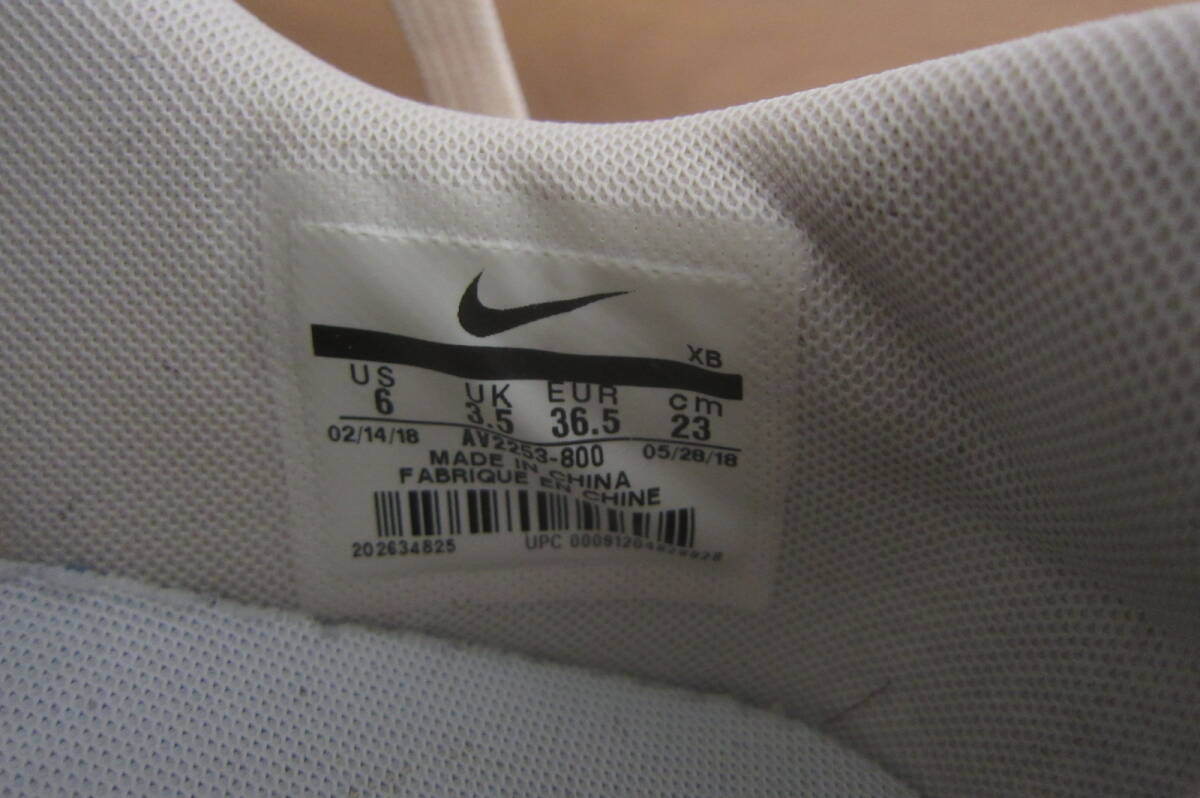 XB
US UK EUR cm
6 3.5 36.5 23
02/14/18 AV2253-800 05/28/18
MADE IN CHINA
FABRIQUE EN CHINE
202634825 UPC